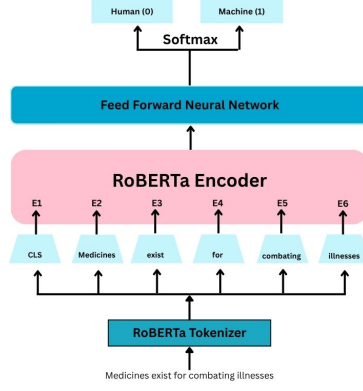 Human (0) Machine (1)
Softmax
Feed Forward Neural Network
RoBERTa Encoder
E1 E2 E3 E4 E5 E6
CLS Medicines exist for combating illnesses
RoBERTa Tokenizer
Medicines exist for combating illnesses